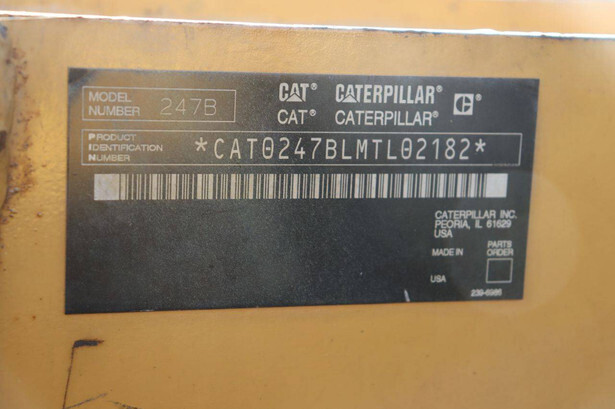 MODEL NUMBER 247B
CAT® CATERPILLAR® C®
CAT® CATERPILLAR®
PRODUCT
IDENTIFICATION
NUMBER
*CAT0247BLMTL02182*
CATERPILLAR INC.
PEORIA, IL 61629
USA
MADE IN
PARTS
ORDER
USA
239-6986